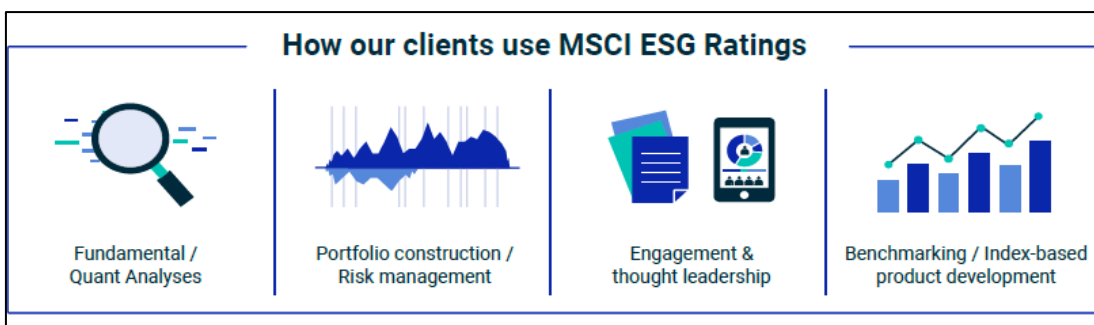 How our clients use MSCI ESG Ratings
Fundamental /
Quant Analyses
Portfolio construction /
Risk management
Engagement &
thought leadership
Benchmarking / Index-based
product development